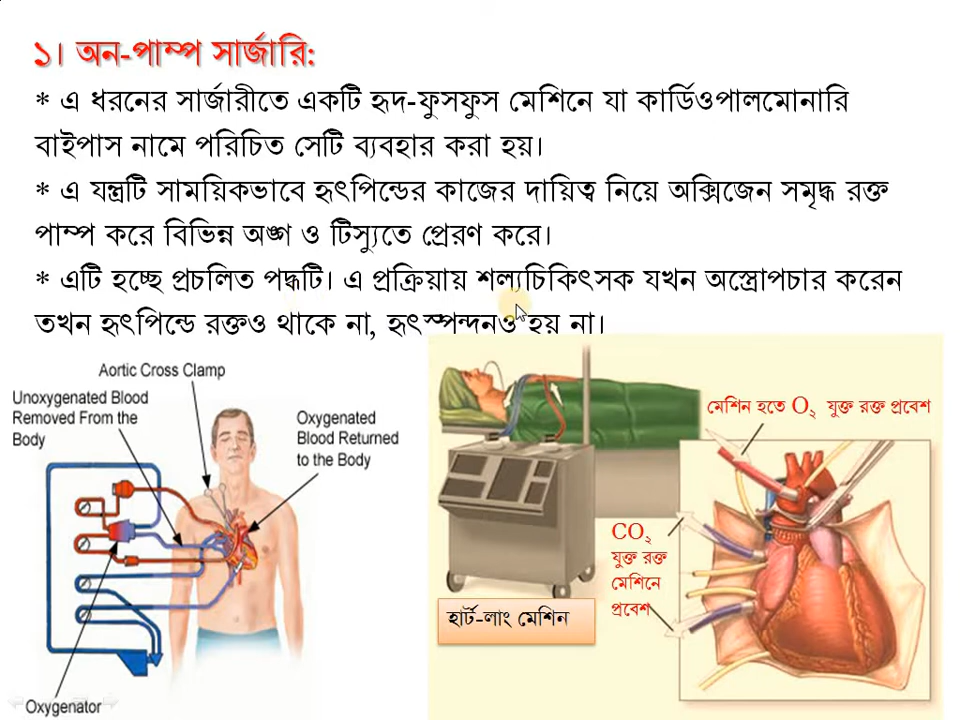 ১। অন-পাম্প সার্জারি:
* এ ধরনের সার্জারীতে একটি হৃদ-ফুসফুস মেশিনে যা কার্ডিওপালমোনারি
বাইপাস নামে পরিচিত সেটি ব্যবহার করা হয়।
* এ যন্ত্রটি সাময়িকভাবে হৃৎপিন্ডের কাজের দায়িত্ব নিয়ে অক্সিজেন সমৃদ্ধ রক্ত
পাম্প করে বিভিন্ন অঙ্গ ও টিস্যুতে প্রেরণ করে।
* এটি হচ্ছে প্রচলিত পদ্ধটি। এ প্রক্রিয়ায় শল্যচিকিৎসক যখন অস্ত্রোপচার করেন
তখন হৃৎপিন্ডে রক্তও থাকে না, হৃৎস্পন্দনও হয় না।
Aortic Cross Clamp
Unoxygenated Blood
Removed From the
Body
Oxygenated
Blood Returned
to the Body
Oxygenator
মেশিন হতে O₂ যুক্ত রক্ত প্রবেশ
CO₂
যুক্ত রক্ত
মেশিনে
প্রবেশ
হার্ট-লাং মেশিন